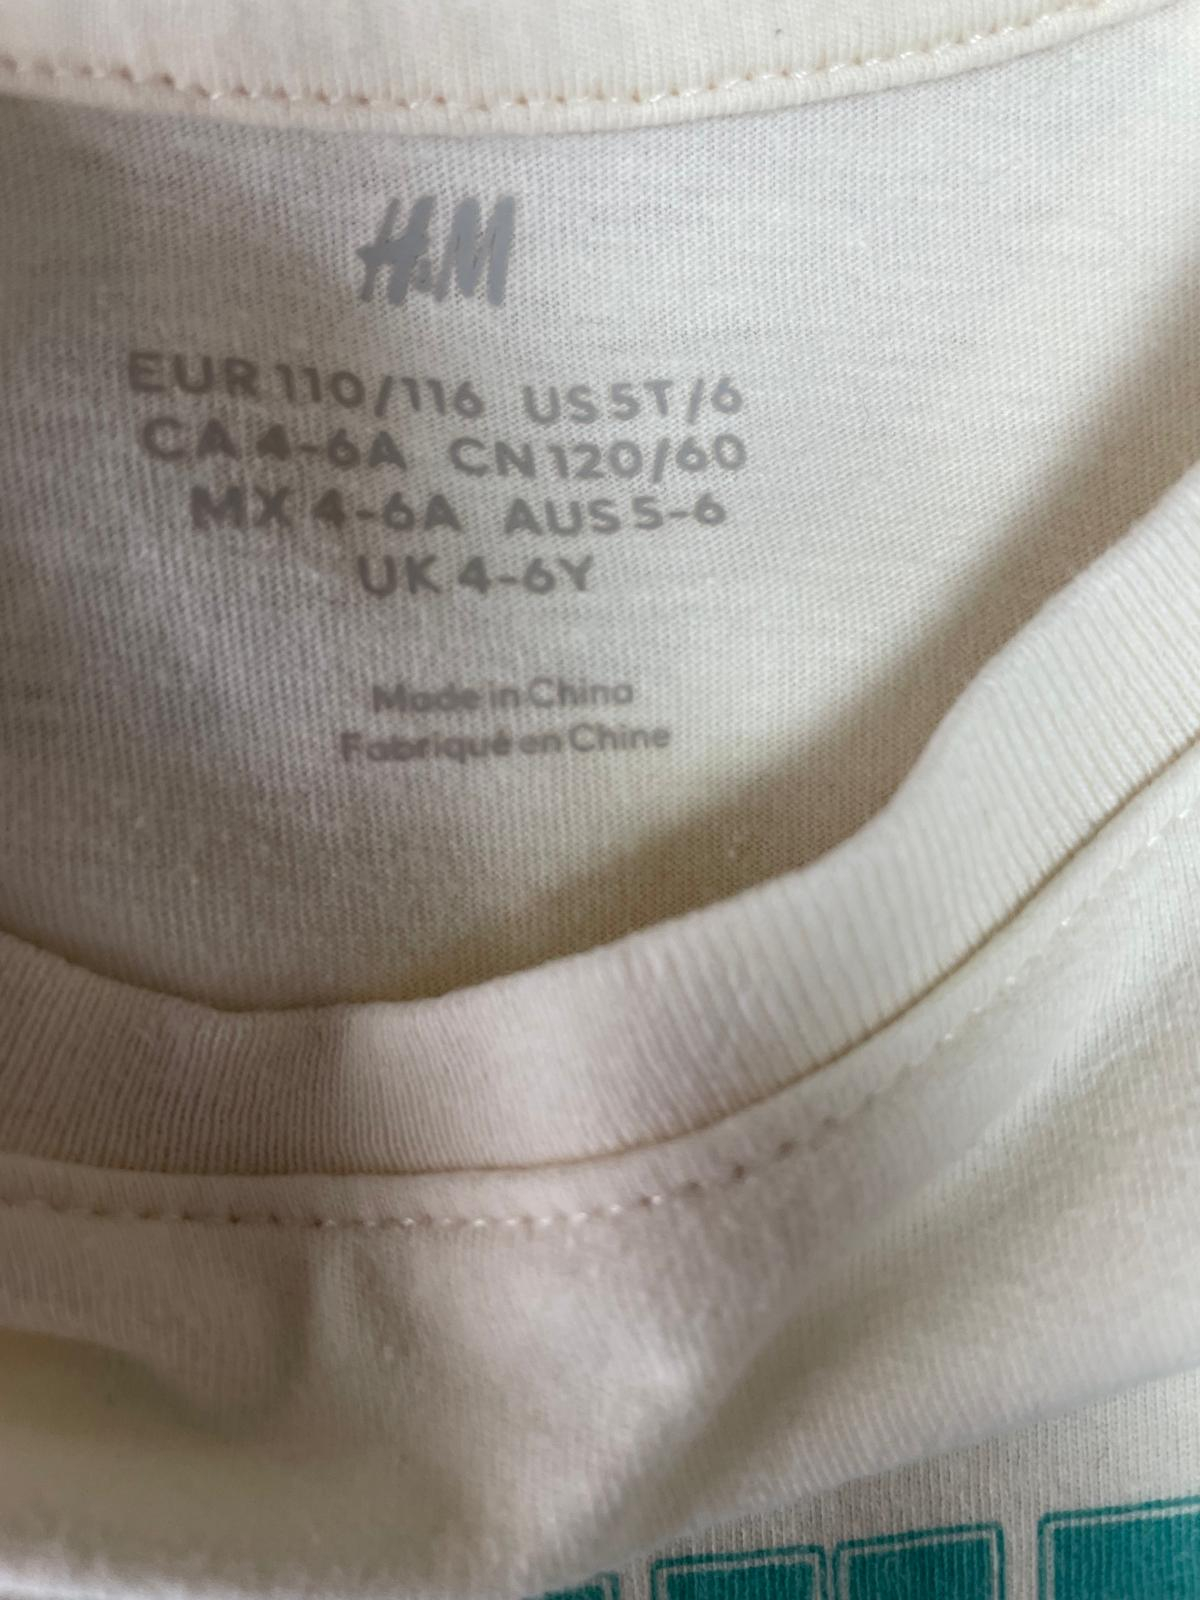 H&M
EUR 110/116 US 5T/6
CA 4-6A CN 120/60
MX 4-6A AUS 5-6
UK 4-6Y
Made in China
Fabriqué en Chine